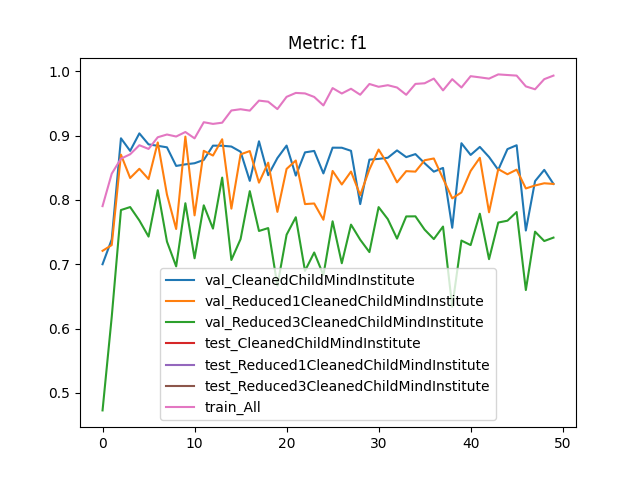 Metric: f1
1.0
0.9
0.8
0.7
0.6
0.5
val_CleanedChildMindInstitute
val_Reduced1CleanedChildMindInstitute
val_Reduced3CleanedChildMindInstitute
test_CleanedChildMindInstitute
test_Reduced1CleanedChildMindInstitute
test_Reduced3CleanedChildMindInstitute
train_All
0 10 20 30 40 50